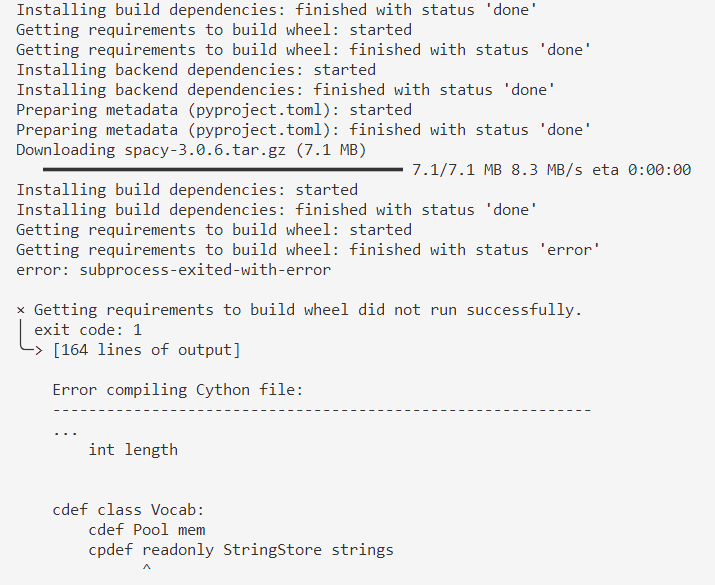 Installing build dependencies: finished with status 'done'
Getting requirements to build wheel: started
Getting requirements to build wheel: finished with status 'done'
Installing backend dependencies: started
Installing backend dependencies: finished with status 'done'
Preparing metadata (pyproject.toml): started
Preparing metadata (pyproject.toml): finished with status 'done'
Downloading spacy-3.0.6.tar.gz (7.1 MB)
━━━━━━━━━━━━━━━━━━━━━━━━━━━━━━━━━━━━━━━━ 7.1/7.1 MB 8.3 MB/s eta 0:00:00
Installing build dependencies: started
Installing build dependencies: finished with status 'done'
Getting requirements to build wheel: started
Getting requirements to build wheel: finished with status 'error'
error: subprocess-exited-with-error

× Getting requirements to build wheel did not run successfully.
│ exit code: 1
╰─> [164 lines of output]

    Error compiling Cython file:
    ------------------------------------------------------------
    ...
        int length


    cdef class Vocab:
        cdef Pool mem
        cpdef readonly StringStore strings
              ^